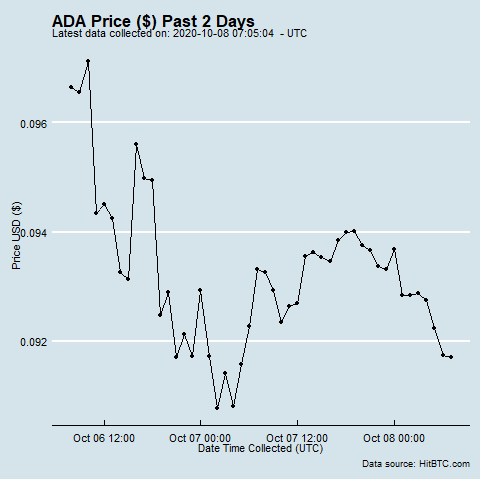 ADA Price ($) Past 2 Days
Latest data collected on: 2020-10-08 07:05:04 - UTC
0.096
0.094
0.092
Price USD ($)
Oct 06 12:00 Oct 07 00:00 Oct 07 12:00 Oct 08 00:00
Date Time Collected (UTC)
Data source: HitBTC.com